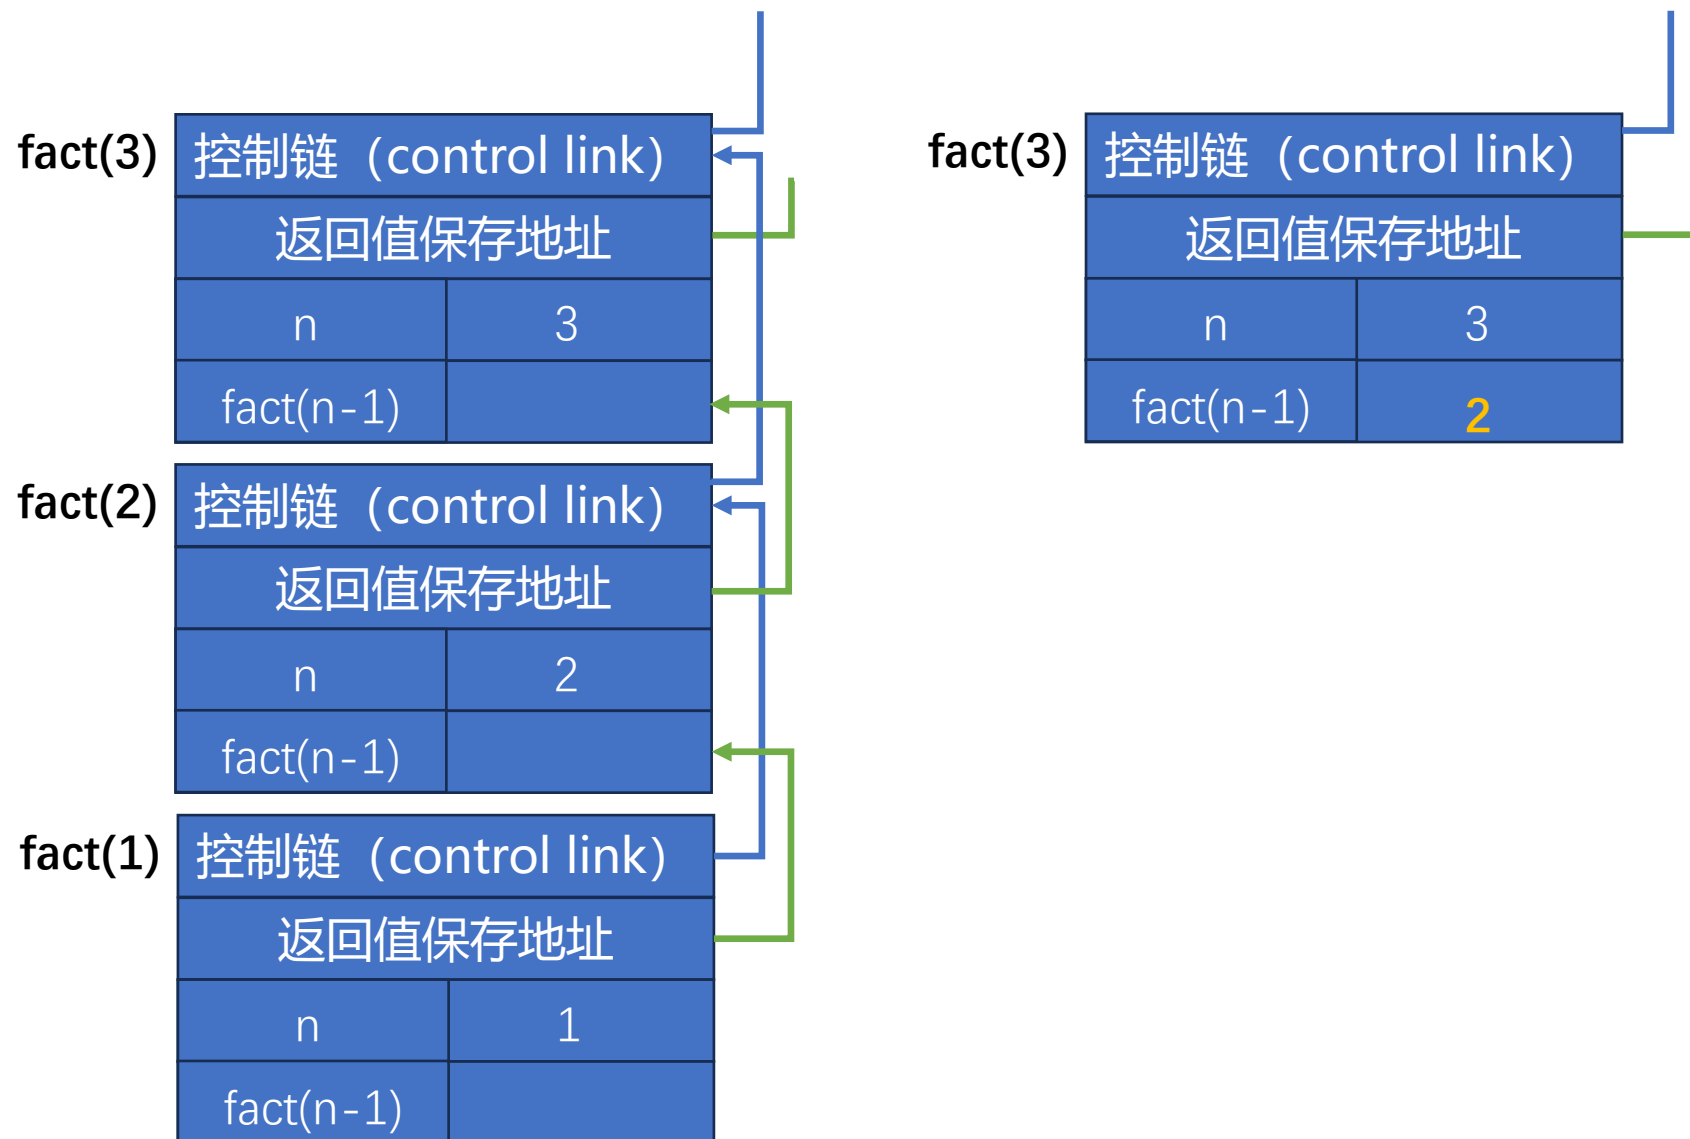 fact(3)
控制链（control link）
返回值保存地址
n 3
fact(n-1)
fact(2)
控制链（control link）
返回值保存地址
n 2
fact(n-1)
fact(1)
控制链（control link）
返回值保存地址
n 1
fact(n-1)
fact(3)
控制链（control link）
返回值保存地址
n 3
fact(n-1) 2